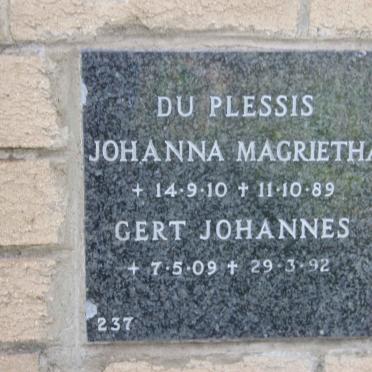 DU PLESSIS
JOHANNA MAGRIETHA
+ 14·9·10 ✝ 11·10·89
GERT JOHANNES
+ 7·5·09 ✝ 29·3·92
237